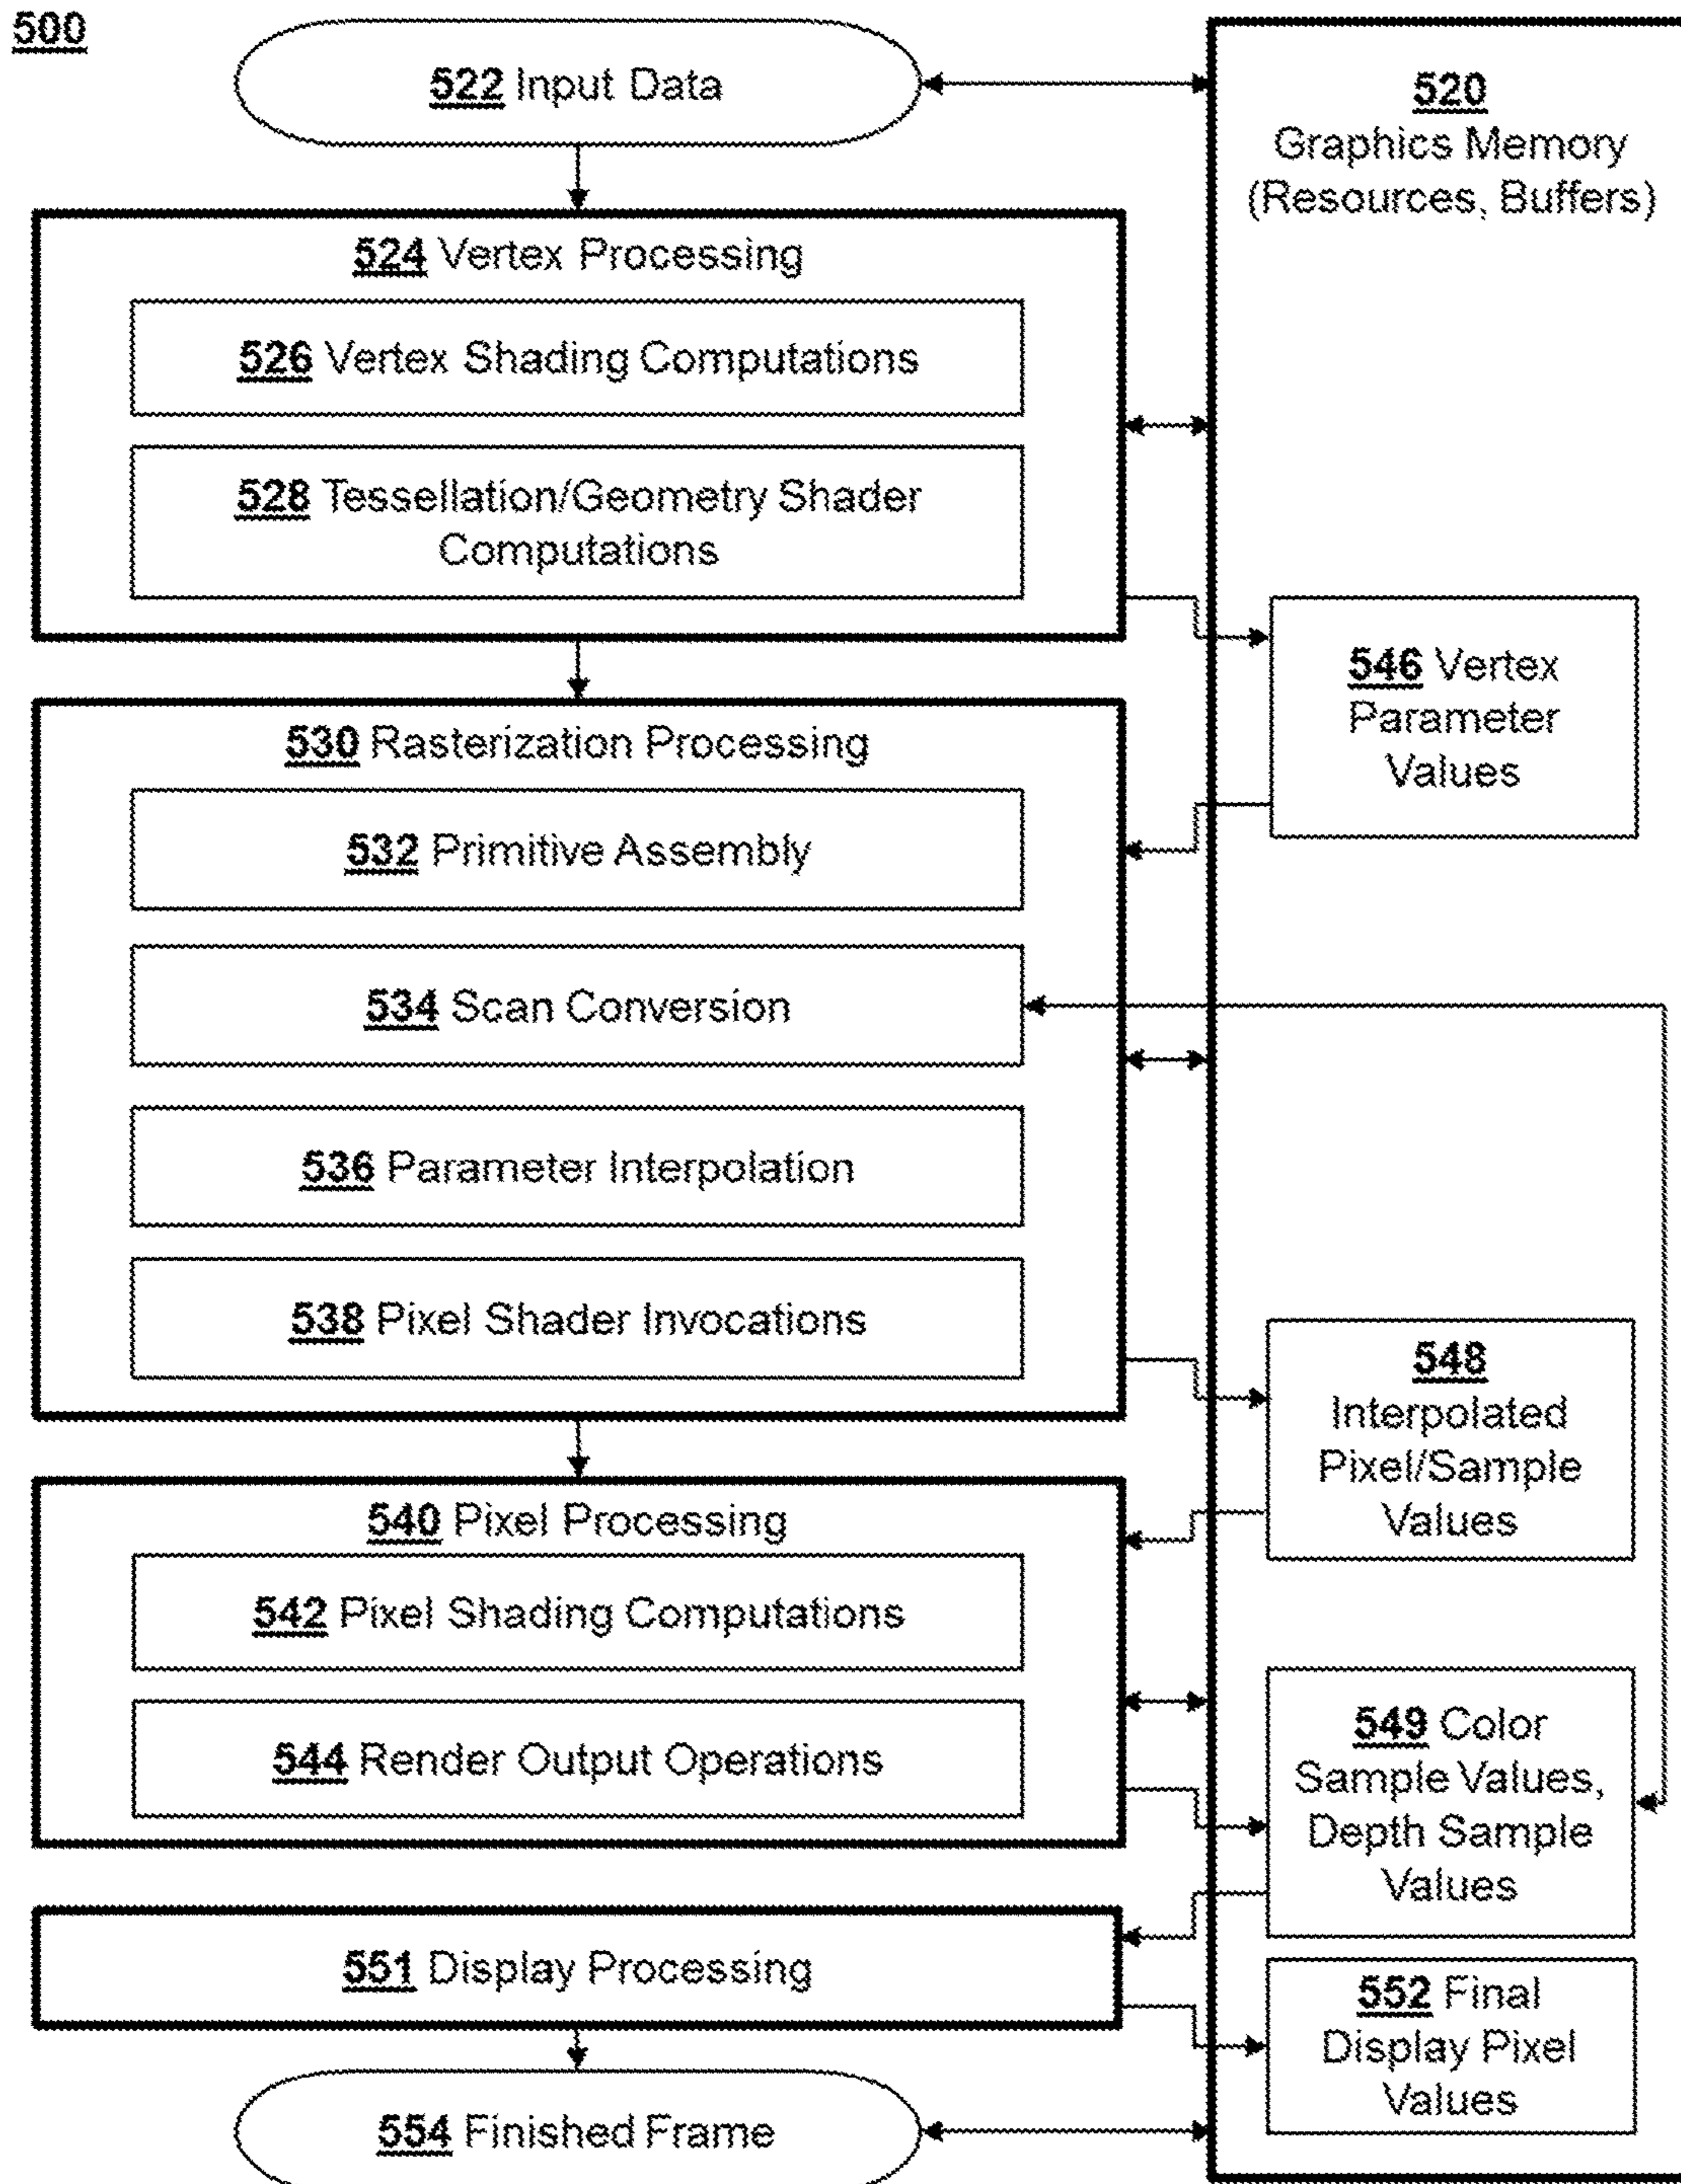 500
522 Input Data
520
Graphics Memory
(Resources, Buffers)
524 Vertex Processing
526 Vertex Shading Computations
528 Tessellation/Geometry Shader
Computations
546 Vertex
Parameter
Values
530 Rasterization Processing
532 Primitive Assembly
534 Scan Conversion
536 Parameter Interpolation
538 Pixel Shader Invocations
548
Interpolated
Pixel/Sample
Values
540 Pixel Processing
542 Pixel Shading Computations
544 Render Output Operations
549 Color
Sample Values,
Depth Sample
Values
551 Display Processing
552 Final
Display Pixel
Values
554 Finished Frame